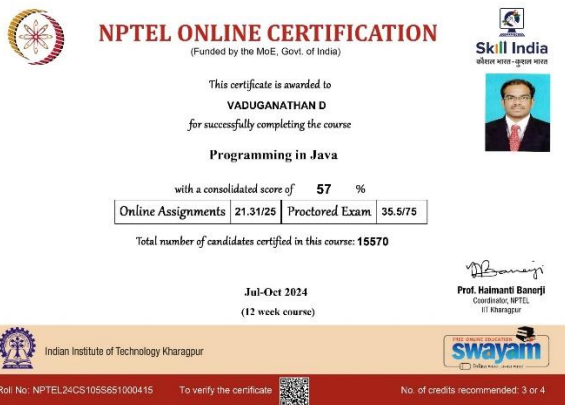 NPTEL ONLINE CERTIFICATION
(Funded by the MoE, Govt. of India)
Skill India
कौशल भारत-कुशल भारत
This certificate is awarded to
VADUGANATHAN D
for successfully completing the course
Programming in Java
with a consolidated score of 57 %
Online Assignments 21.31/25 Proctored Exam 35.5/75
Total number of candidates certified in this course: 15570
Prof. Haimanti Banerji
Coordinator, NPTEL
IIT Kharagpur
Jul-Oct 2024
(12 week course)
Indian Institute of Technology Kharagpur
FREE ONLINE EDUCATION
swayam
Roll No: NPTEL24CS105S651000415 To verify the certificate No. of credits recommended: 3 or 4